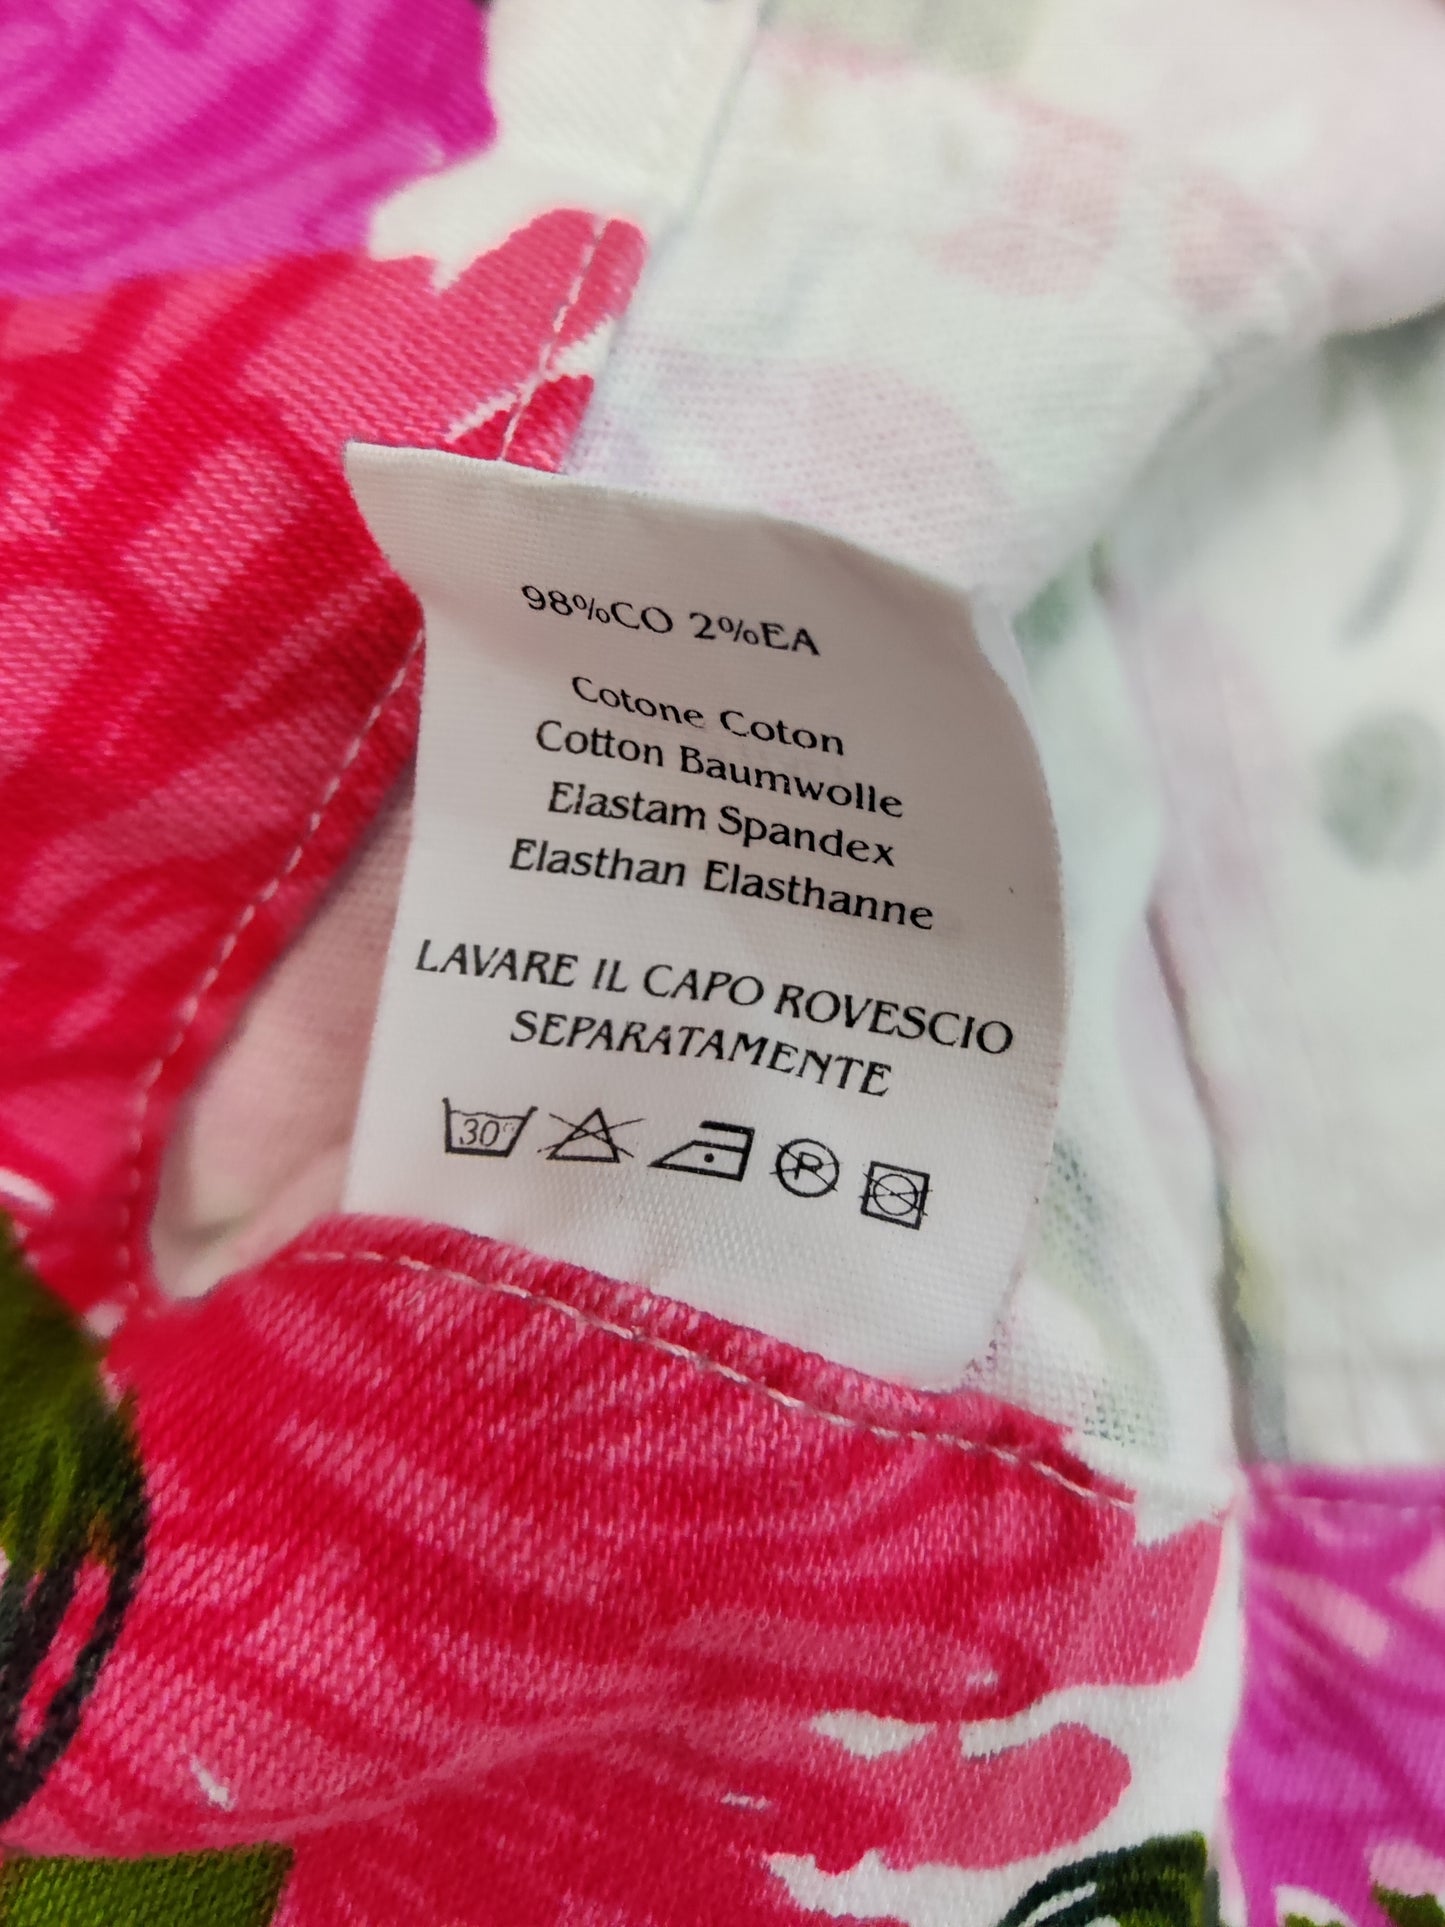 98%CO 2%EA
Cotone Coton
Cotton Baumwolle
Elastam Spandex
Elasthan Elasthanne
LAVARE IL CAPO ROVESCIO
SEPARATAMENTE
30° P